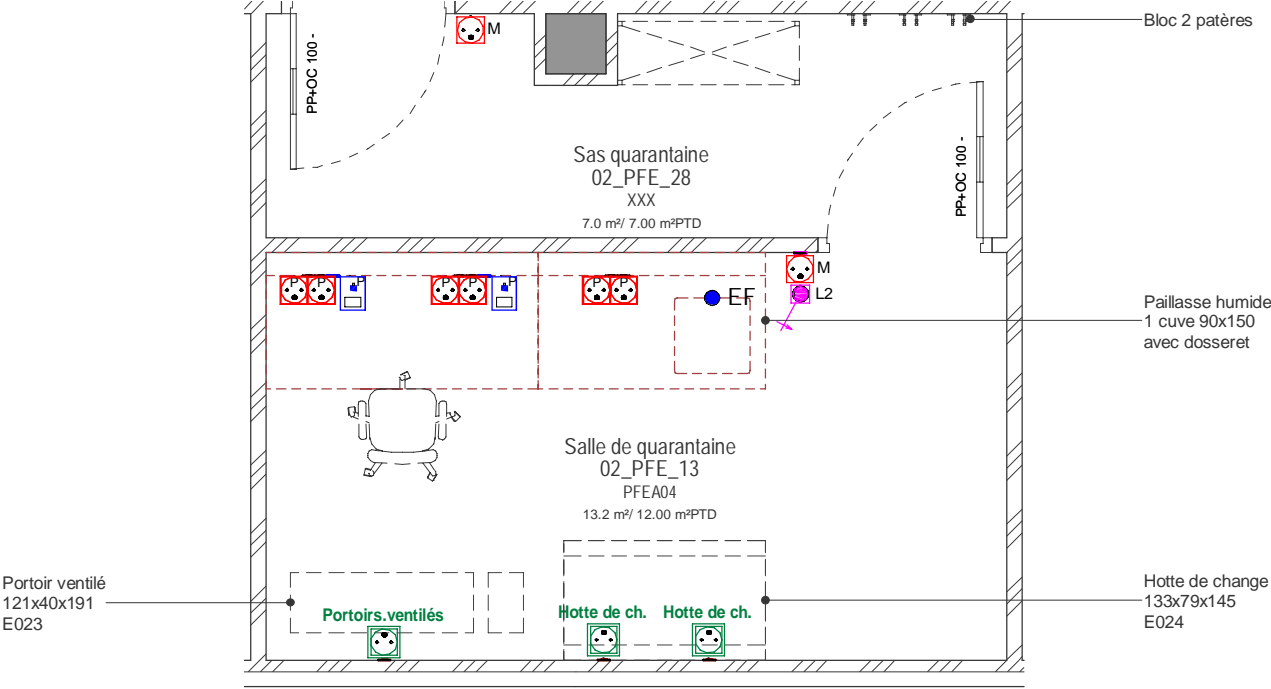 M
Bloc 2 patères
PP+OC 100 -
Sas quarantaine
02_PFE_28
XXX
7.0 m²/ 7.00 m²PTD
PP+OC 100 -
P P P
P P P
P P
EF
M
L2
Paillasse humide
1 cuve 90x150
avec dosseret
Salle de quarantaine
02_PFE_13
PFEA04
13.2 m²/ 12.00 m²PTD
Portoir ventilé
121x40x191
E023
Portoirs.ventilés
Hotte de ch.
Hotte de ch.
Hotte de change
133x79x145
E024